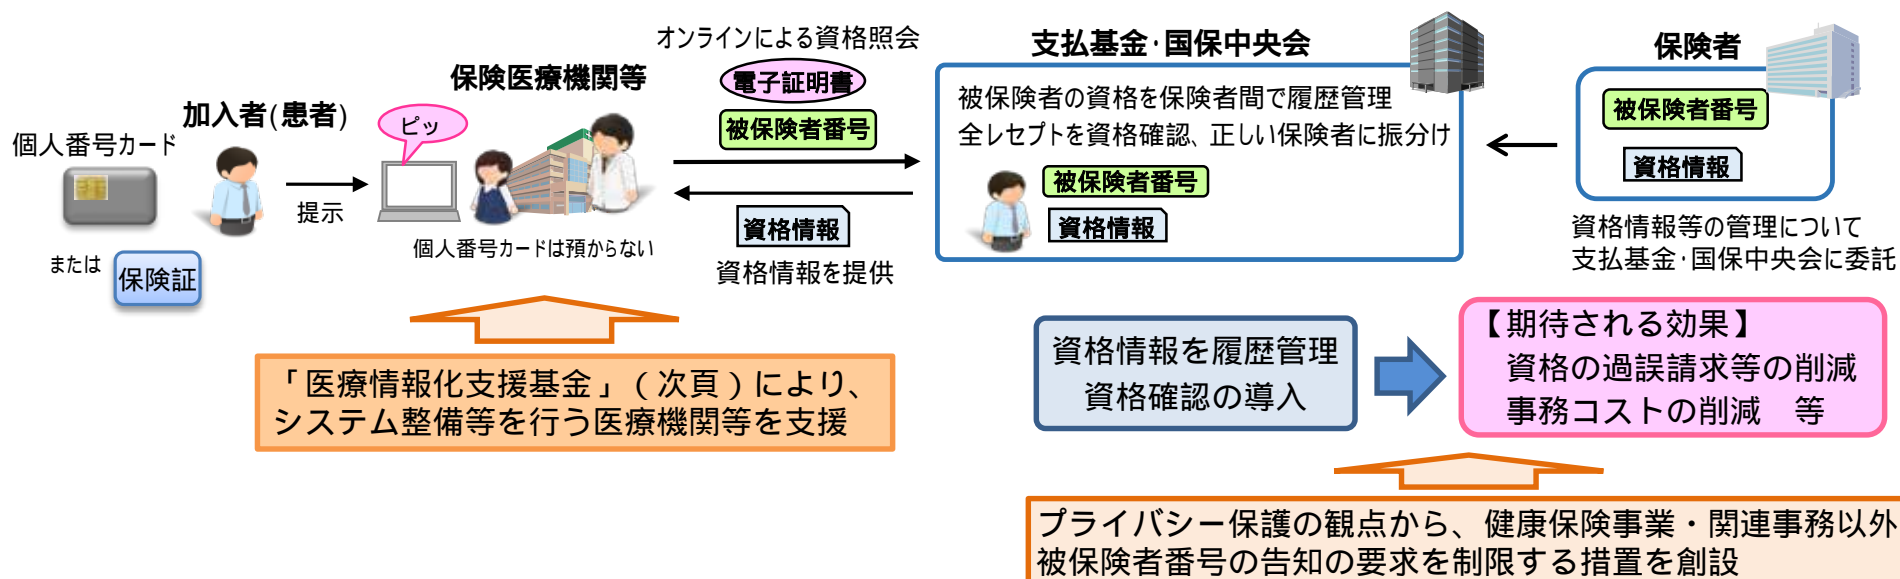 個人番号カード
または
保険証
加入者(患者)
提示
ピッ
保険医療機関等
個人番号カードは預からない
オンラインによる資格照会
電子証明書
被保険者番号
資格情報
資格情報を提供
支払基金・国保中央会
被保険者の資格を保険者間で履歴管理
全レセプトを資格確認、正しい保険者に振分け
被保険者番号
資格情報
保険者
被保険者番号
資格情報
資格情報等の管理について
支払基金・国保中央会に委託
「医療情報化支援基金」(次頁)により、
システム整備等を行う医療機関等を支援
資格情報を履歴管理
資格確認の導入
【期待される効果】
資格の過誤請求等の削減
事務コストの削減 等
プライバシー保護の観点から、健康保険事業・関連事務以外
被保険者番号の告知の要求を制限する措置を創設